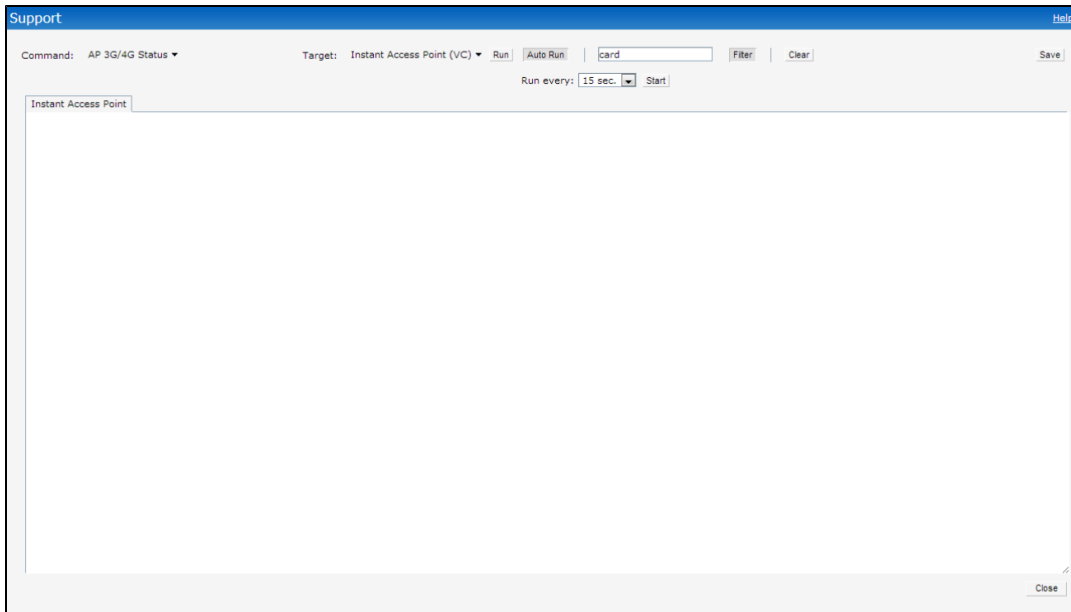 Support Help
Command: AP 3G/4G Status Target: Instant Access Point (VC) Run Auto Run card Filter Clear Save
Run every: 15 sec. Start
Instant Access Point
Close